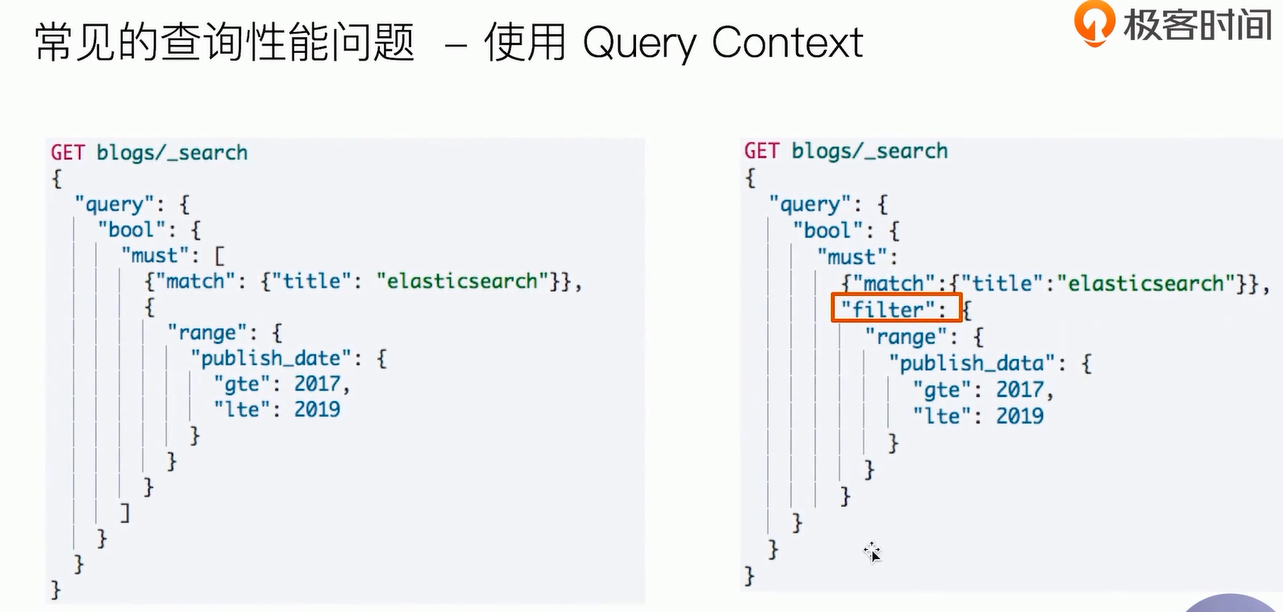 常见的查询性能问题 – 使用 Query Context
极客时间
GET blogs/_search
{
"query": {
"bool": {
"must": [
{"match": {"title": "elasticsearch"}},
{
"range": {
"publish_date": {
"gte": 2017,
"lte": 2019
}
}
}
]
}
}
}
GET blogs/_search
{
"query": {
"bool": {
"must":
{"match":{"title":"elasticsearch"}},
"filter": {
"range": {
"publish_data": {
"gte": 2017,
"lte": 2019
}
}
}
}
}
}